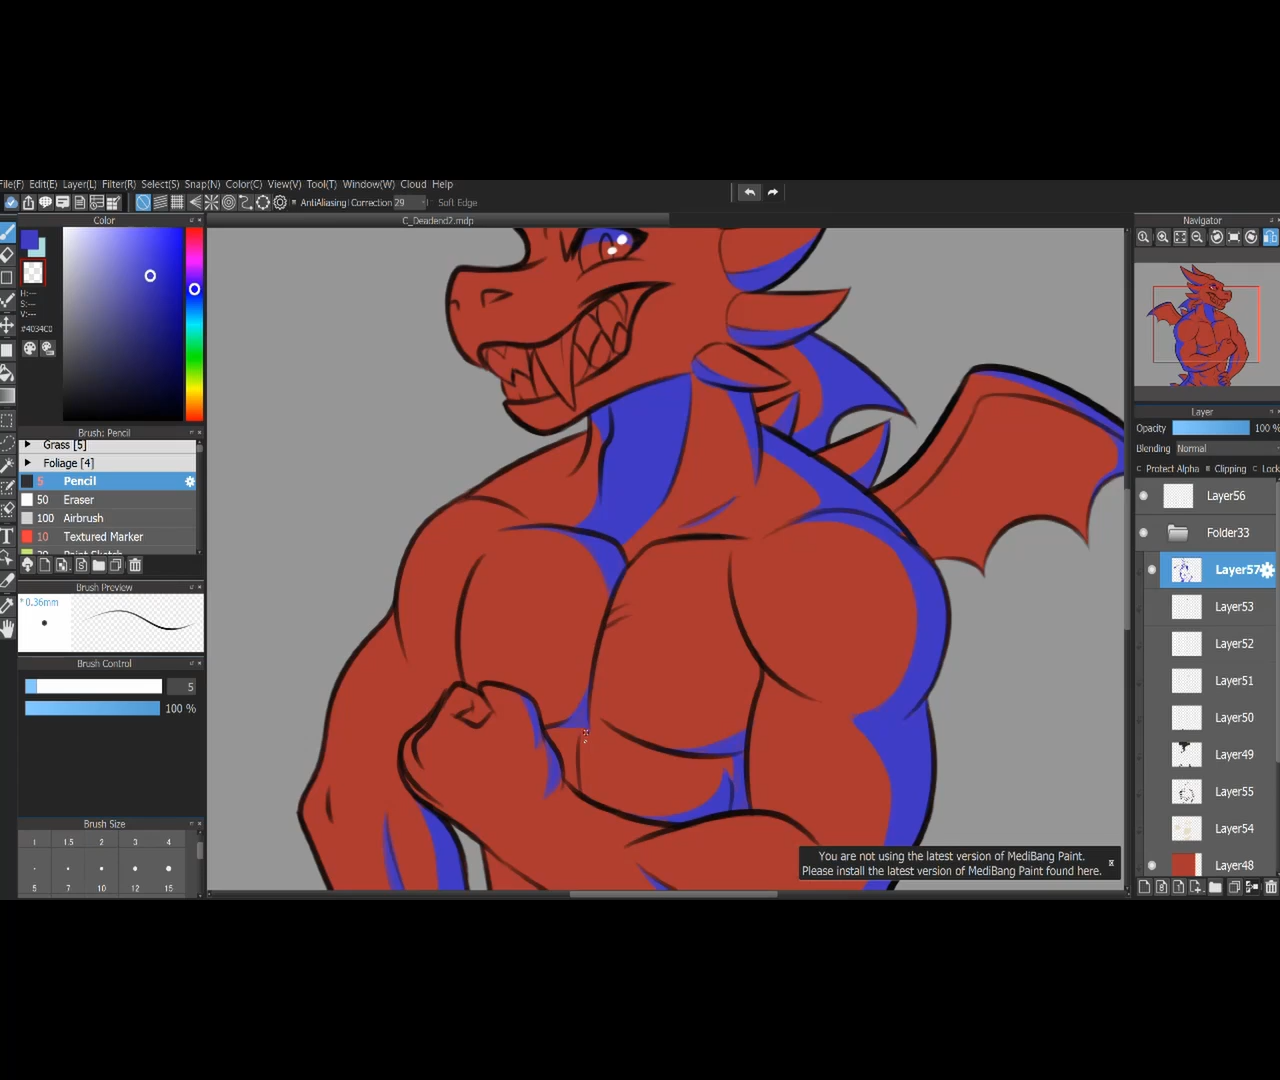 File(F) Edit(E) Layer(L) Filter(R) Select(S) Snap(N) Color(C) View(V) Tool(T) Window(W) Cloud Help
AntiAliasing Correction 29 Soft Edge
Color
C_Deadend2.mdp
Navigator
H:---
S:---
V:---
#4034C0
Layer
Opacity 100 %
Blending Normal
Protect Alpha Clipping Lock
Brush: Pencil
Grass [5]
Foliage [4]
5 Pencil
50 Eraser
100 Airbrush
10 Textured Marker
Layer56
Folder33
Layer57
Layer53
Layer52
Layer51
Layer50
Layer49
Layer55
Layer54
Layer48
Brush Preview
* 0.36mm
Brush Control
5
100 %
Brush Size
1 1.5 2 3 4
5 7 10 12 15
You are not using the latest version of MediBang Paint.
Please install the latest version of MediBang Paint found here.
T